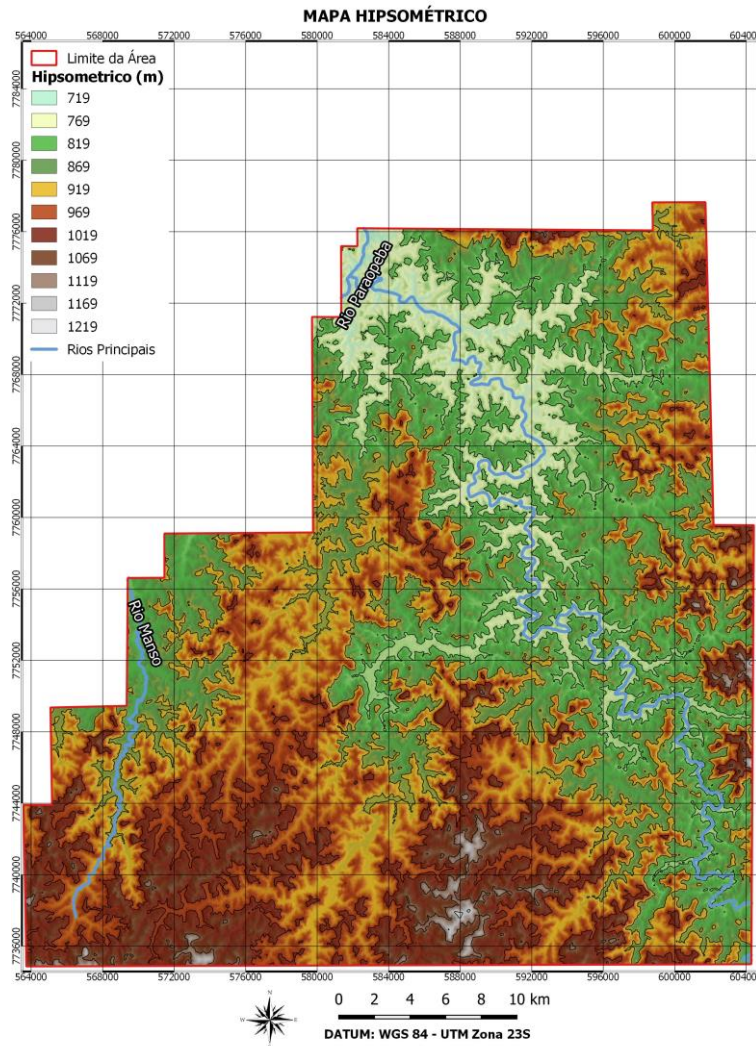 MAPA HIPSOMÉTRICO
564000 568000 572000 576000 580000 584000 588000 592000 596000 600000 604000
Limite da Área
Hipsometrico (m)
719
769
819
869
919
969
1019
1069
1119
1169
1219
Rios Principais
7784000
7780000
7776000
7772000
7768000
7764000
7760000
7756000
7752000
7748000
7744000
7740000
7736000
Rio Paraopeba
Rio Manso
564000 568000 572000 576000 580000 584000 588000 592000 596000 600000 604000
N
W E
S
0 2 4 6 8 10 km
DATUM: WGS 84 - UTM Zona 23S